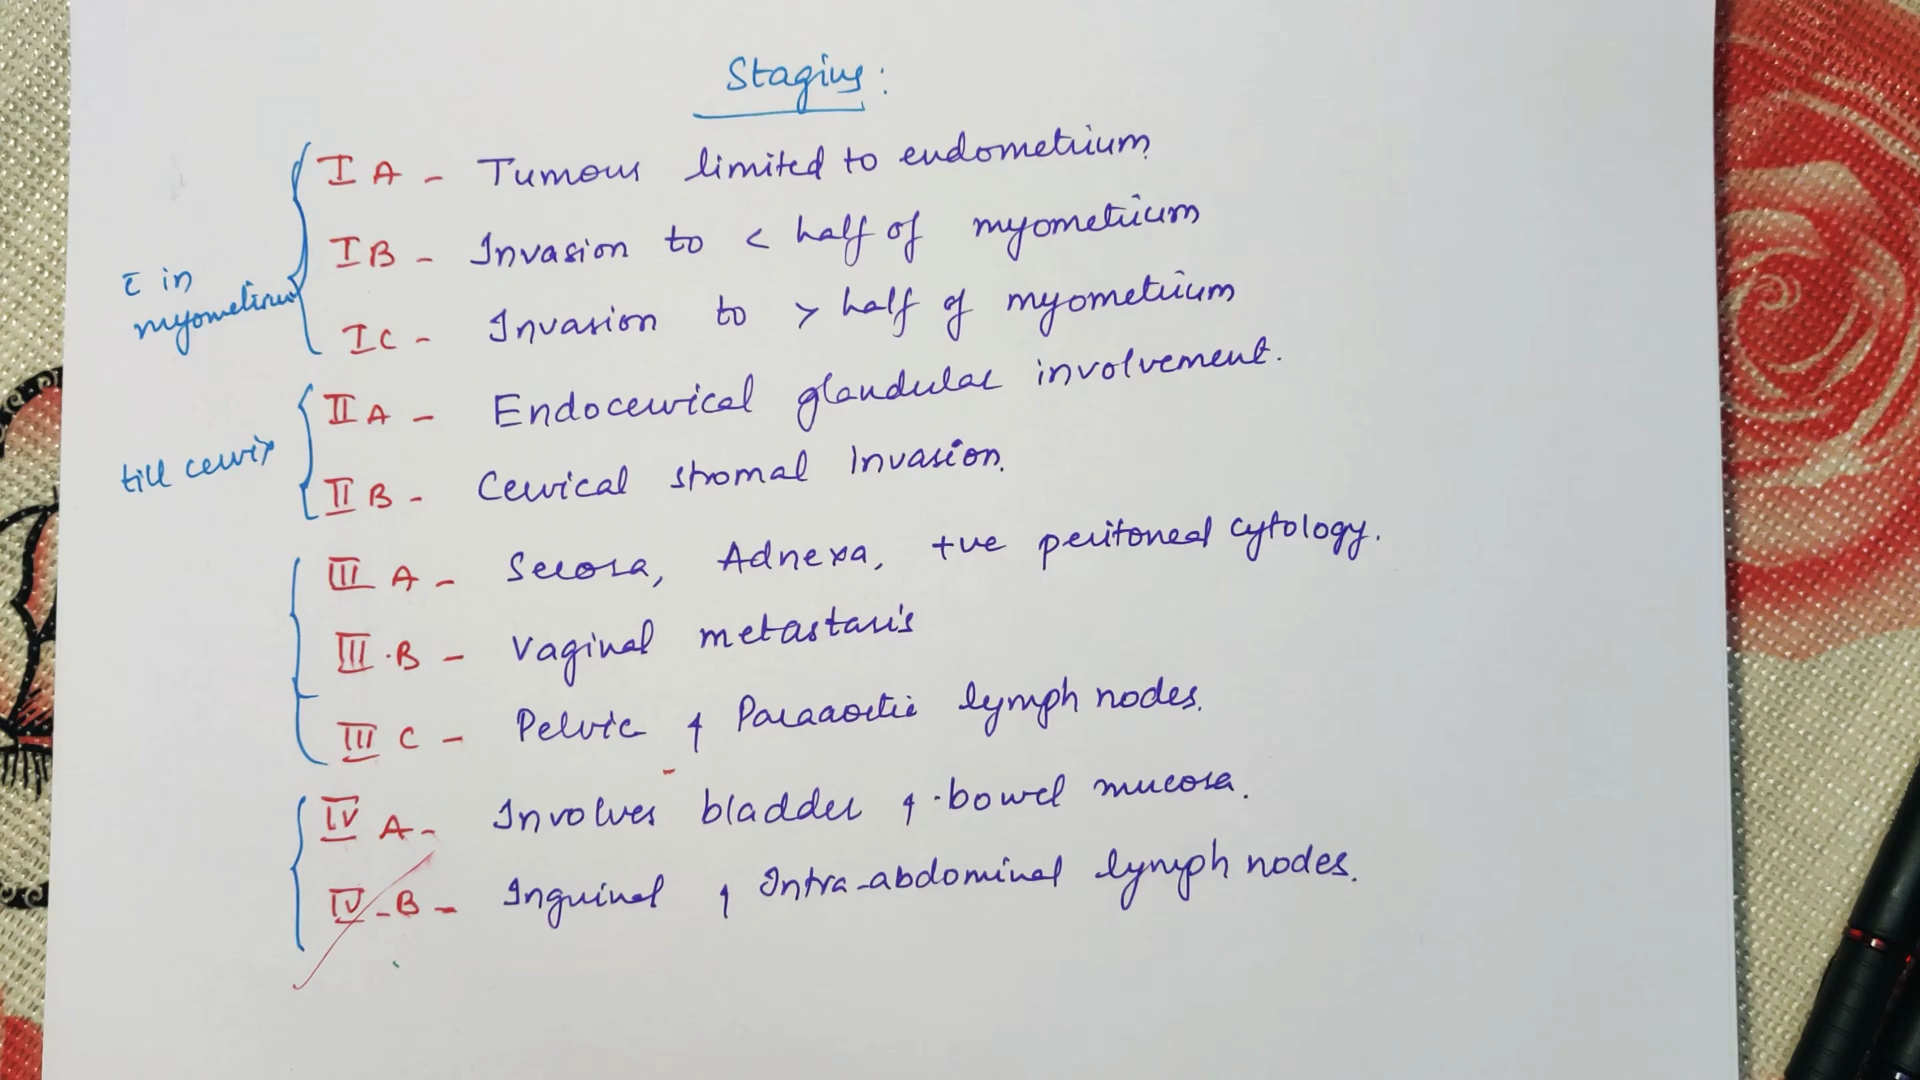 Staging:
I A - Tumour limited to endometrium.
I B - Invasion to < half of myometrium
c̄ in
myometrium
I C - Invasion to > half of myometrium
II A - Endocervical glandular involvement.
till cervix
II B - Cervical stromal invasion.
III A - Serosa, Adnexa, +ve peritoneal cytology.
III B - Vaginal metastasis
III C - Pelvic & Paraaortic lymph nodes.
IV A - Involves bladder & bowel mucosa.
IV-B - Inguinal & Intra-abdominal lymph nodes.